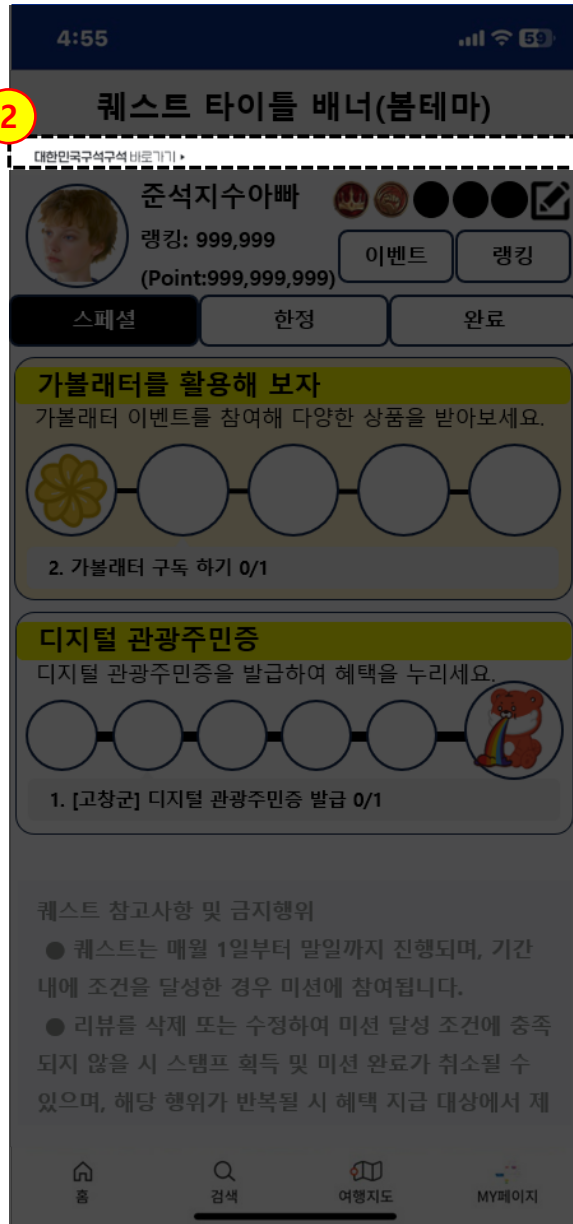 4:55
59
퀘스트 타이틀 배너(봄테마)
2
대한민국구석구석 바로가기 ▸
준석지수아빠
랭킹: 999,999
(Point:999,999,999)
이벤트
랭킹
스페셜
한정
완료
가볼래터를 활용해 보자
가볼래터 이벤트를 참여해 다양한 상품을 받아보세요.
2. 가볼래터 구독 하기 0/1
디지털 관광주민증
디지털 관광주민증을 발급하여 혜택을 누리세요.
1. [고창군] 디지털 관광주민증 발급 0/1
퀘스트 참고사항 및 금지행위
● 퀘스트는 매월 1일부터 말일까지 진행되며, 기간
내에 조건을 달성한 경우 미션에 참여됩니다.
● 리뷰를 삭제 또는 수정하여 미션 달성 조건에 충족
되지 않을 시 스탬프 획득 및 미션 완료가 취소될 수
있으며, 해당 행위가 반복될 시 혜택 지급 대상에서 제
홈
검색
여행지도
MY페이지